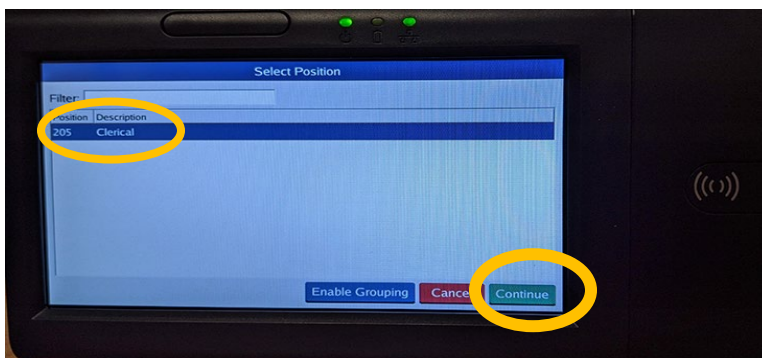 Select Position
Filter:
Position Description
205 Clerical
Enable Grouping Cancel Continue